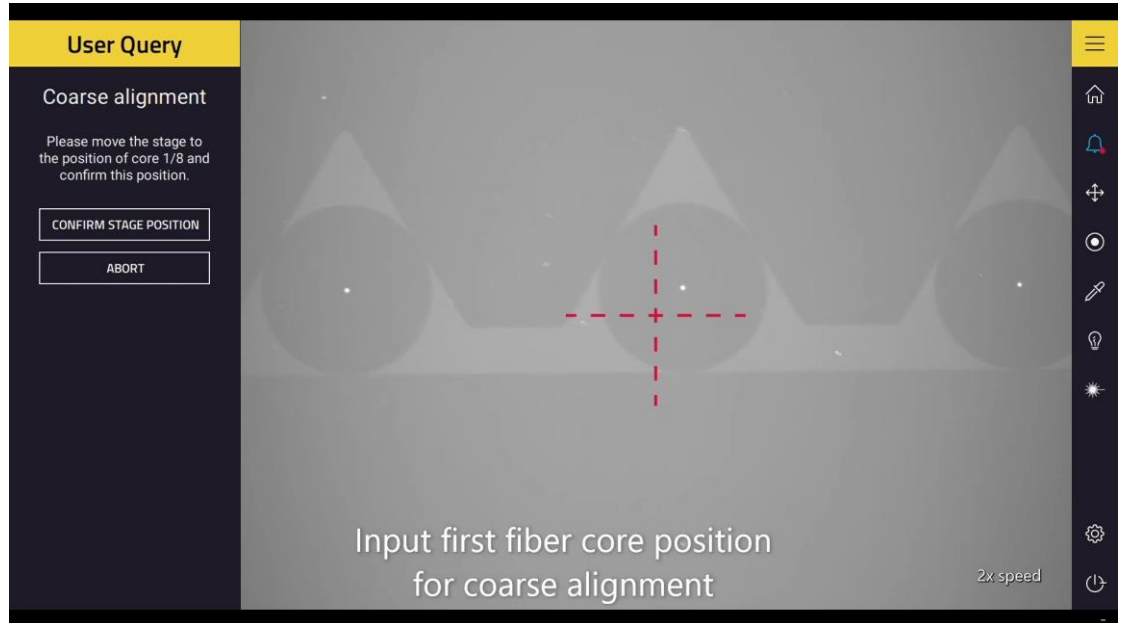 User Query
Coarse alignment
Please move the stage to
the position of core 1/8 and
confirm this position.
CONFIRM STAGE POSITION
ABORT
Input first fiber core position
for coarse alignment
2x speed